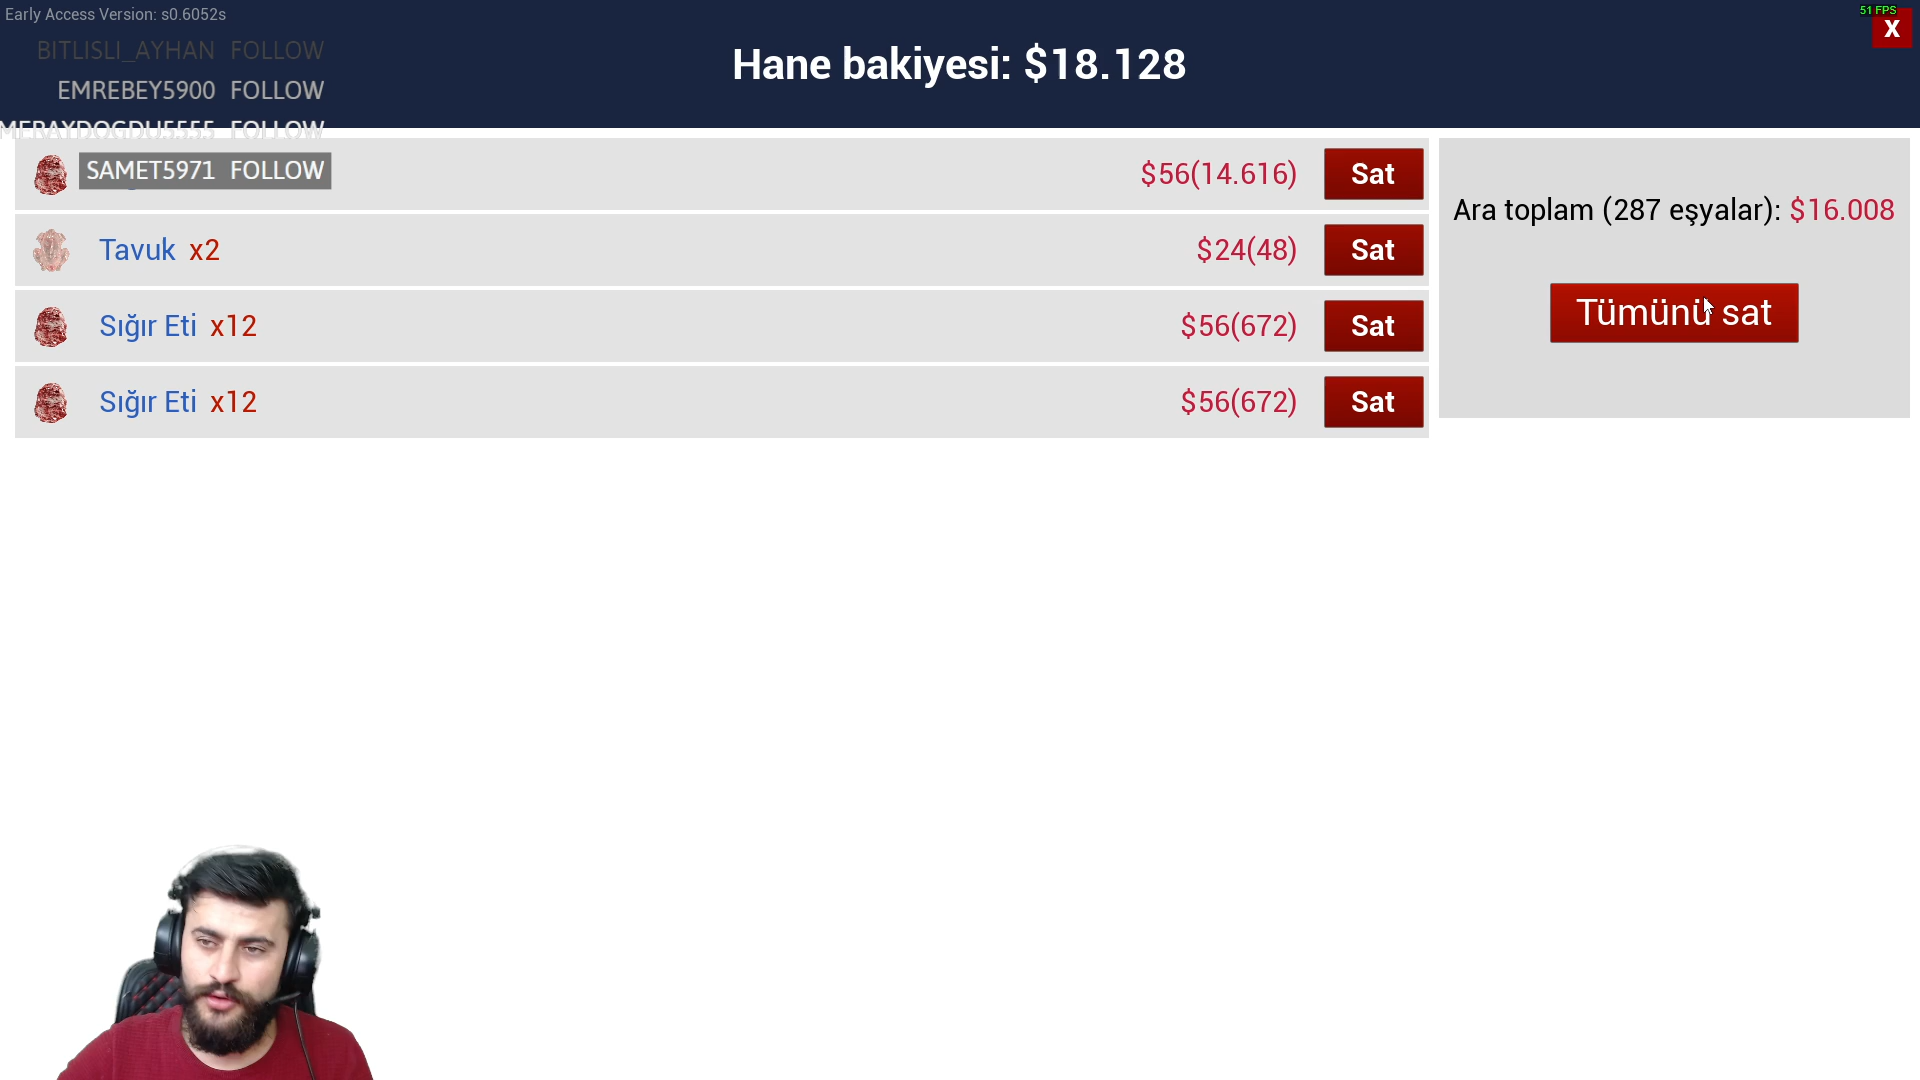 Early Access Version: s0.6052s
51 FPS
X
BITLISLI_AYHAN FOLLOW
Hane bakiyesi: $18.128
EMREBEY5900 FOLLOW
FOLLOW
SAMET5971 FOLLOW
$56(14.616) Sat
Tavuk x2 $24(48) Sat
Sığır Eti x12 $56(672) Sat
Sığır Eti x12 $56(672) Sat
Ara toplam (287 eşyalar): $16.008
Tümünü sat